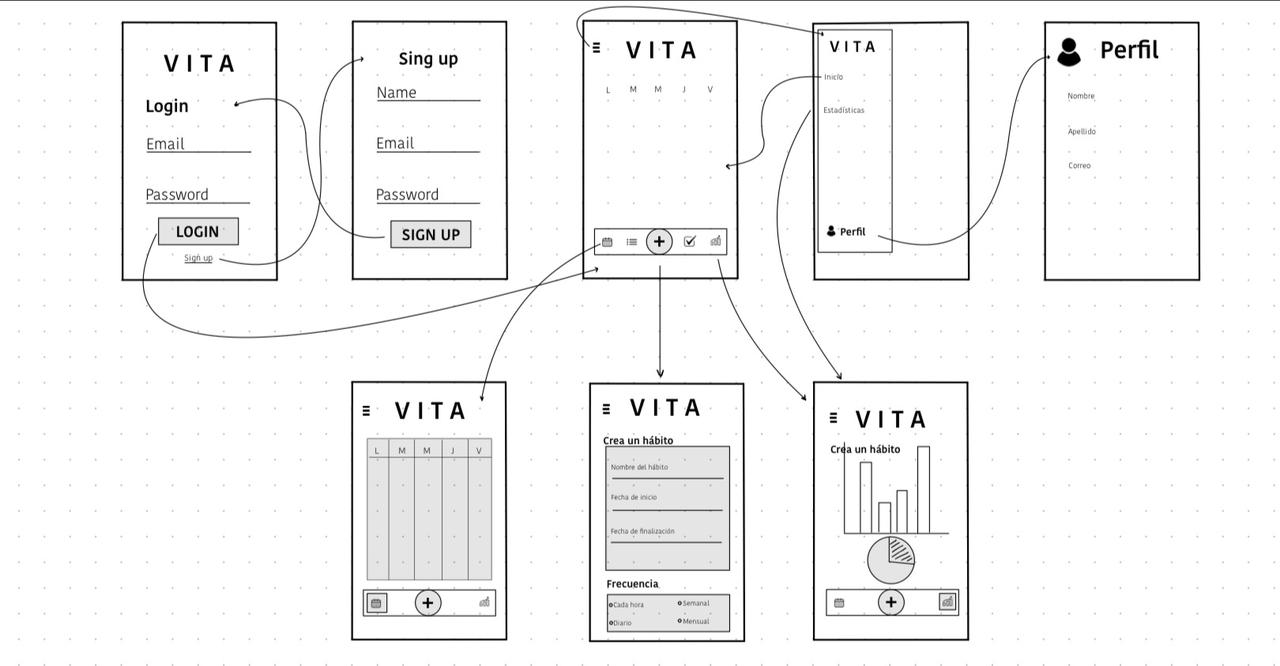 VITA
Login
Email
Password
LOGIN
Sign up
Sing up
Name
Email
Password
SIGN UP
VITA
L M M J V
+
VITA
Inicio
Estadísticas
Perfil
Perfil
Nombre
Apellido
Correo
VITA
L M M J V
+
VITA
Crea un hábito
Nombre del hábito
Fecha de inicio
Fecha de finalización
Frecuencia
Cada hora Semanal
Diario Mensual
VITA
Crea un hábito
+